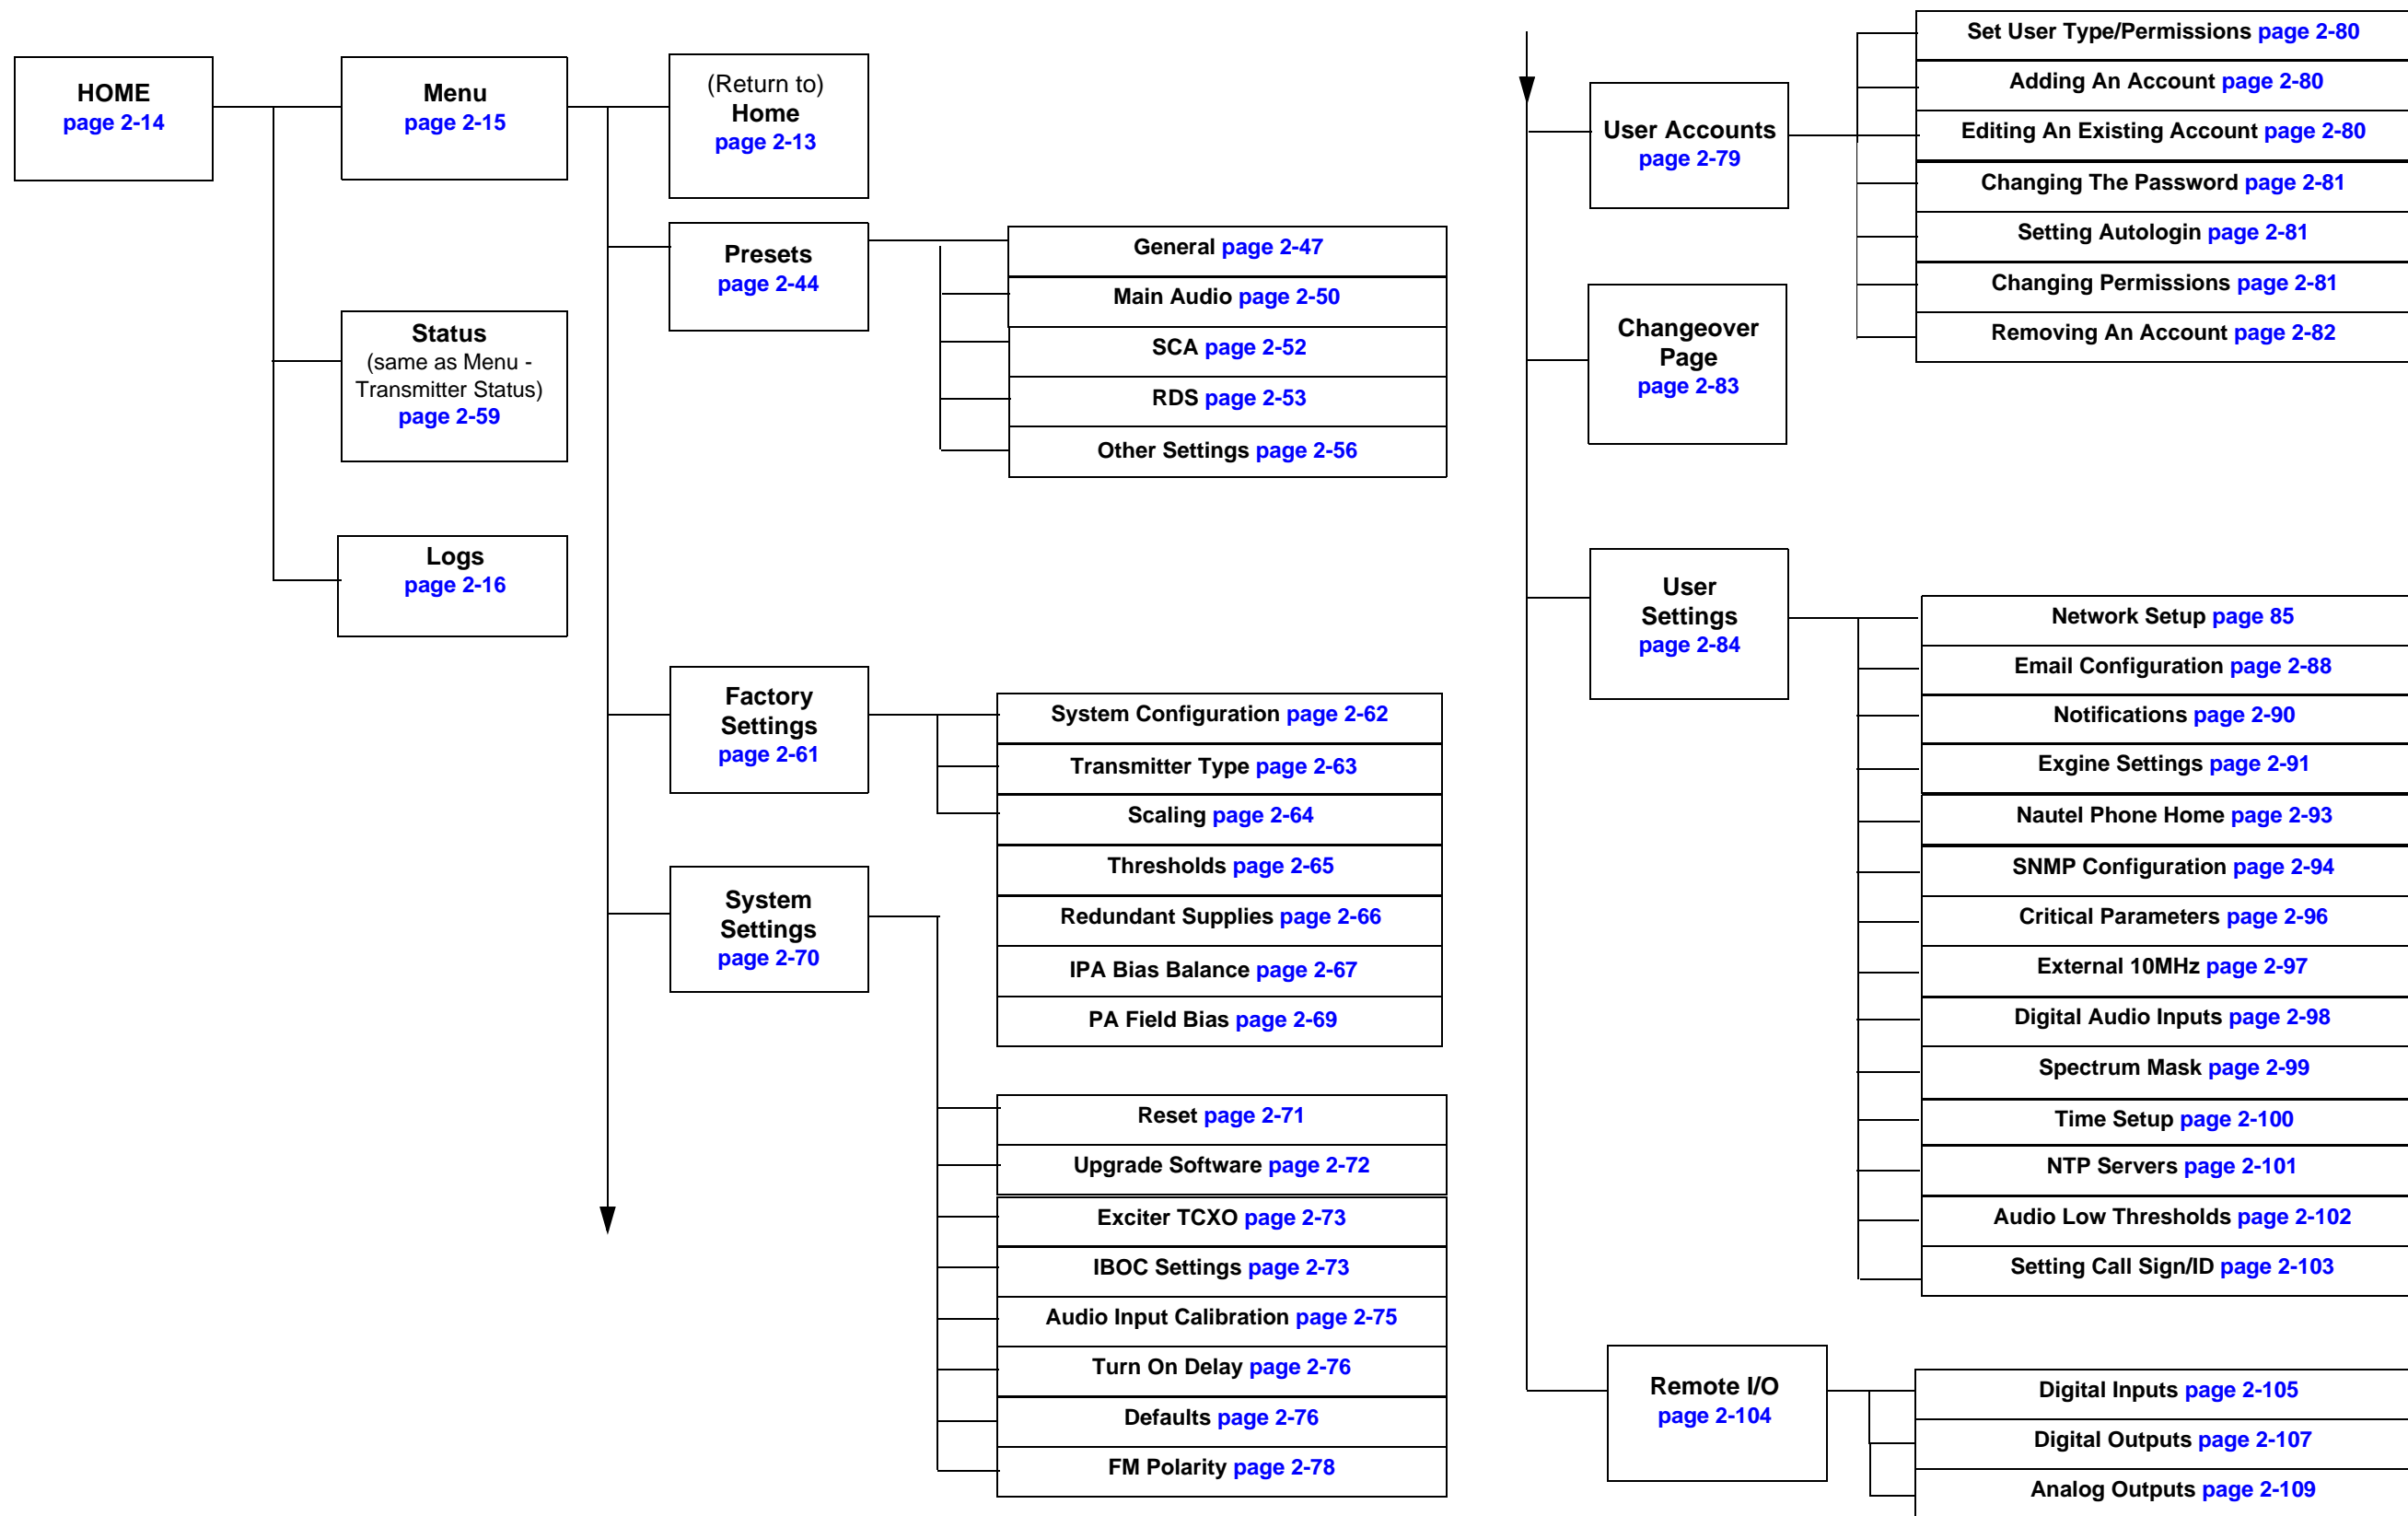 HOME
page 2-14
Menu
page 2-15
Status
(same as Menu -
Transmitter Status)
page 2-59
Logs
page 2-16
(Return to)
Home
page 2-13
Presets
page 2-44
General page 2-47
Main Audio page 2-50
SCA page 2-52
RDS page 2-53
Other Settings page 2-56
Factory
Settings
page 2-61
System Configuration page 2-62
Transmitter Type page 2-63
Scaling page 2-64
Thresholds page 2-65
Redundant Supplies page 2-66
IPA Bias Balance page 2-67
PA Field Bias page 2-69
System
Settings
page 2-70
Reset page 2-71
Upgrade Software page 2-72
Exciter TCXO page 2-73
IBOC Settings page 2-73
Audio Input Calibration page 2-75
Turn On Delay page 2-76
Defaults page 2-76
FM Polarity page 2-78
User Accounts
page 2-79
Set User Type/Permissions page 2-80
Adding An Account page 2-80
Editing An Existing Account page 2-80
Changing The Password page 2-81
Setting Autologin page 2-81
Changing Permissions page 2-81
Removing An Account page 2-82
Changeover
Page
page 2-83
User
Settings
page 2-84
Network Setup page 85
Email Configuration page 2-88
Notifications page 2-90
Exgine Settings page 2-91
Nautel Phone Home page 2-93
SNMP Configuration page 2-94
Critical Parameters page 2-96
External 10MHz page 2-97
Digital Audio Inputs page 2-98
Spectrum Mask page 2-99
Time Setup page 2-100
NTP Servers page 2-101
Audio Low Thresholds page 2-102
Setting Call Sign/ID page 2-103
Remote I/O
page 2-104
Digital Inputs page 2-105
Digital Outputs page 2-107
Analog Outputs page 2-109